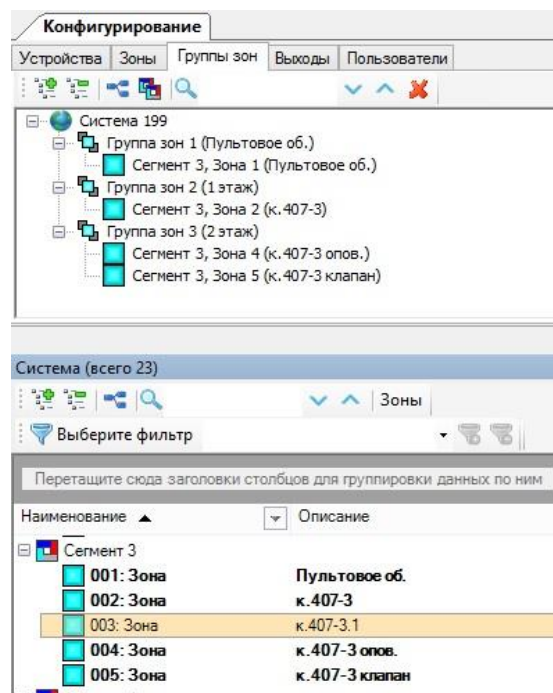 Конфигурирование
Устройства Зоны Группы зон Выходы Пользователи
Система 199
Группа зон 1 (Пультовое об.)
Сегмент 3, Зона 1 (Пультовое об.)
Группа зон 2 (1 этаж)
Сегмент 3, Зона 2 (к.407-3)
Группа зон 3 (2 этаж)
Сегмент 3, Зона 4 (к.407-3 опов.)
Сегмент 3, Зона 5 (к.407-3 клапан)
Система (всего 23)
Зоны
Выберите фильтр
Перетащите сюда заголовки столбцов для группировки данных по ним
Наименование Описание
Сегмент 3
001: Зона Пультовое об.
002: Зона к.407-3
003: Зона к.407-3.1
004: Зона к.407-3 опов.
005: Зона к.407-3 клапан